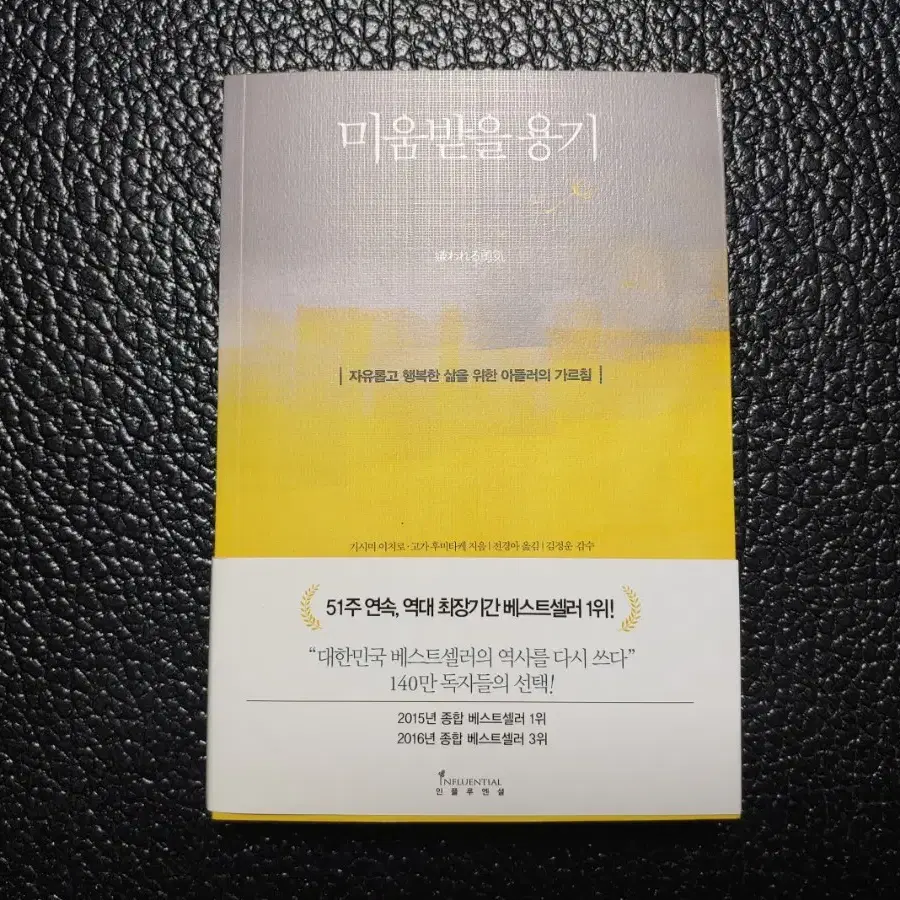 미움받을 용기
嫌われる勇気
자유롭고 행복한 삶을 위한 아들러의 가르침
기시미 이치로·고가 후미타케 지음 | 전경아 옮김 | 김정운 감수
51주 연속, 역대 최장기간 베스트셀러 1위!
“대한민국 베스트셀러의 역사를 다시 쓰다”
140만 독자들의 선택!
2015년 종합 베스트셀러 1위
2016년 종합 베스트셀러 3위
INFLUENTIAL
인플루엔셜